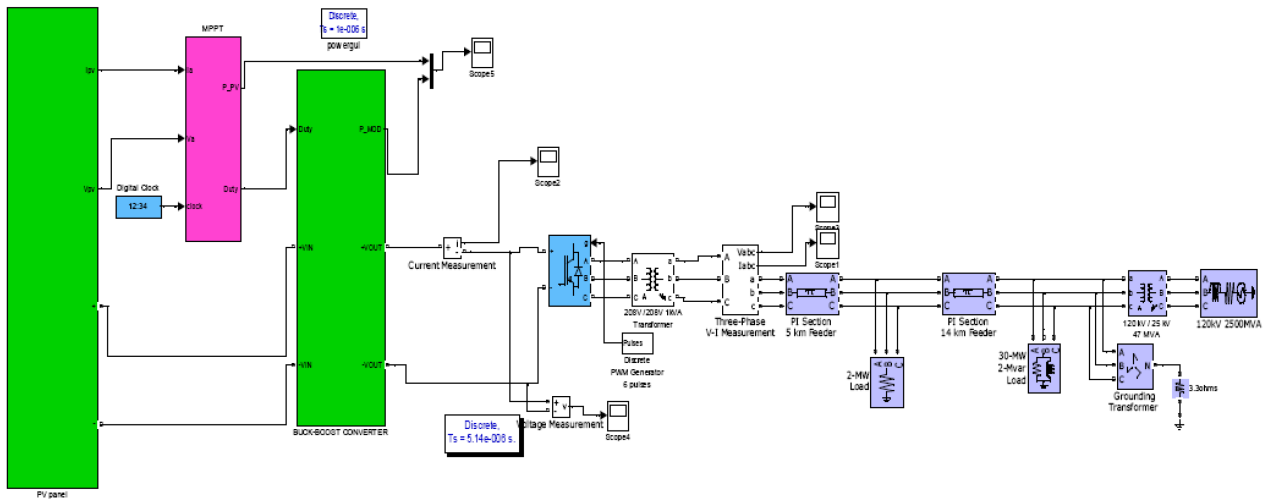 MPPT
Discrete,
Ts = 1e-006 s
powergui
Scope5
Ipv
Ia
P_PV
Duty
P_MOD
Va
Vpv
Digital Clock
12:34
clock
Duty
Scope2
+VIN
+VOUT
+
i
-
Current Measurement
+
-
g
A
B
C
A
B
C
a
b
c
208V /208V 1kVA
Transformer
Vabc
Iabc
A
B
C
a
b
c
Three-Phase
V-I Measurement
Scope1
A
B
C
A
B
C
PI Section
5 km Feeder
A
B
C
A
B
C
PI Section
14 km Feeder
a
b
c
A
B
C
120 kV / 25 kV
47 MVA
A
B
C
120kV 2500MVA
+
-VIN
-VOUT
Pulses
Discrete
PWM Generator
6 pulses
A B C
2-MW
Load
A B C
30-MW
2-Mvar
Load
A
B
C
N
Grounding
Transformer
3.3ohms
-
BUCK-BOOST CONVERTER
Discrete,
Ts = 5.14e-006 s.
+
-
v
Voltage Measurement
Scope4
PV panel